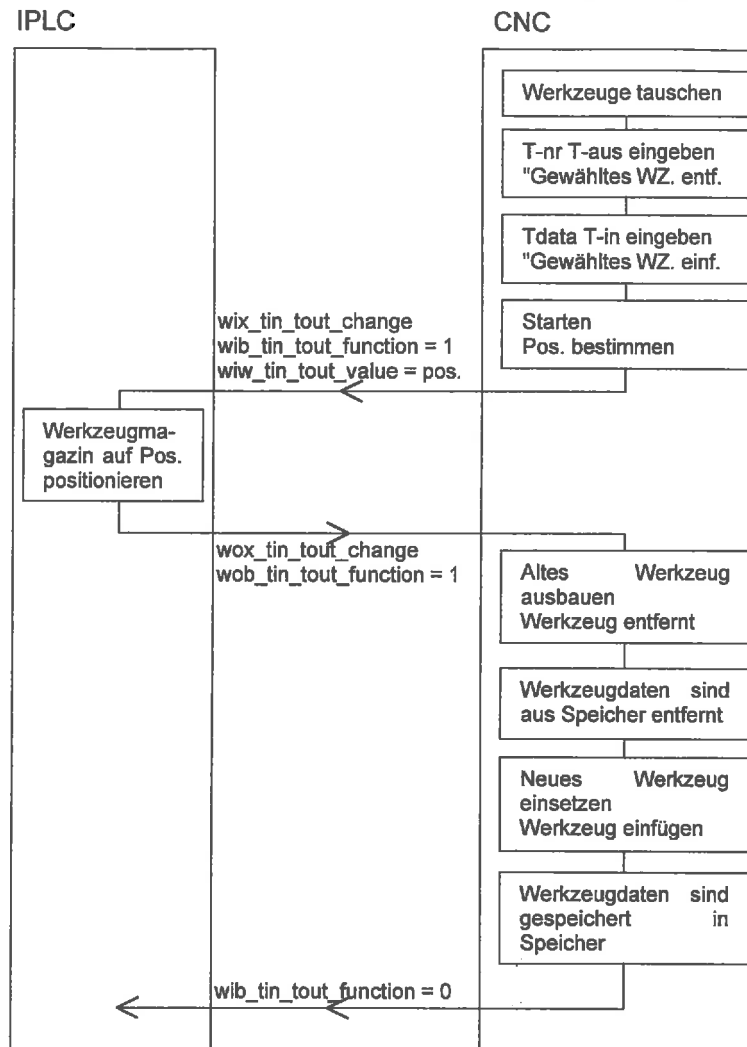 IPLC
CNC
Werkzeuge tauschen
T-nr T-aus eingeben
"Gewähltes WZ. entf.
Tdata T-in eingeben
"Gewähltes WZ. einf.
Starten
Pos. bestimmen
wix_tin_tout_change
wib_tin_tout_function = 1
wiw_tin_tout_value = pos.
Werkzeugma-
gazin auf Pos.
positionieren
wox_tin_tout_change
wob_tin_tout_function = 1
Altes Werkzeug
ausbauen
Werkzeug entfernt
Werkzeugdaten sind
aus Speicher entfernt
Neues Werkzeug
einsetzen
Werkzeug einfügen
Werkzeugdaten sind
gespeichert in
Speicher
wib_tin_tout_function = 0